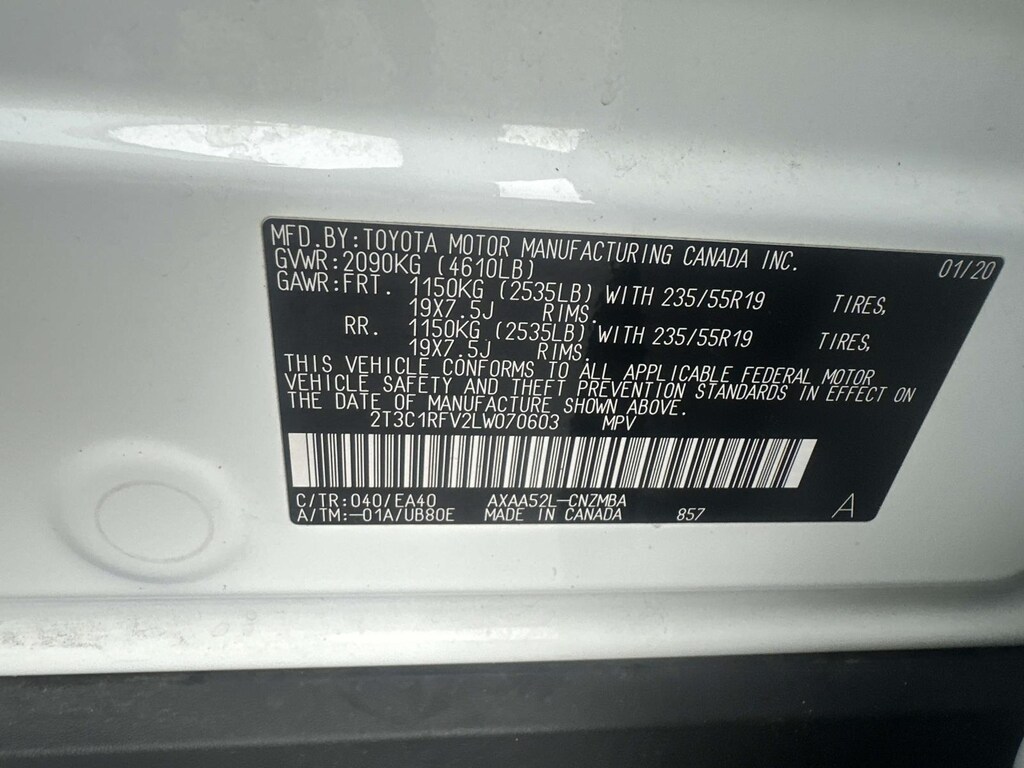 MFD.BY:TOYOTA MOTOR MANUFACTURING CANADA INC. 01/20
GVWR:2090KG (4610LB)
GAWR:FRT. 1150KG (2535LB) WITH 235/55R19 TIRES,
19X7.5J RIMS.
RR. 1150KG (2535LB) WITH 235/55R19 TIRES,
19X7.5J RIMS.
THIS VEHICLE CONFORMS TO ALL APPLICABLE FEDERAL MOTOR
VEHICLE SAFETY AND THEFT PREVENTION STANDARDS IN EFFECT ON
THE DATE OF MANUFACTURE SHOWN ABOVE.
2T3C1RFV2LW070603 MPV
C/TR:040/EA40 AXAA52L-CNZMBA
A/TM:-01A/UB80E MADE IN CANADA 857 A